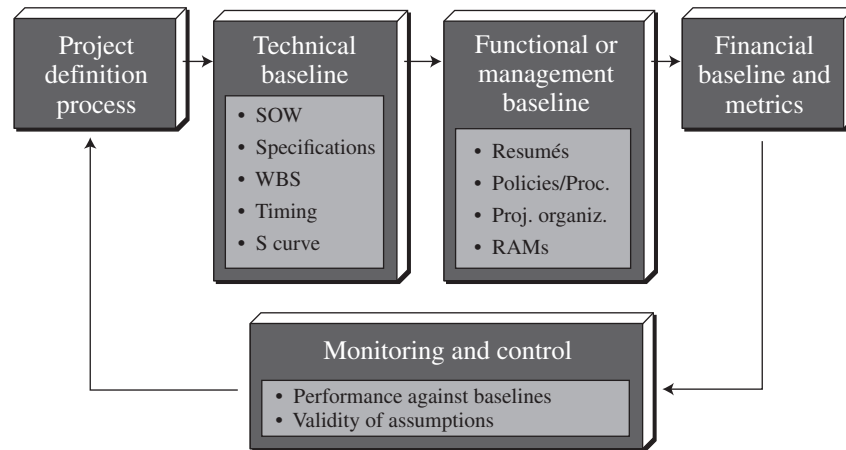 Project
definition
process
Technical
baseline
• SOW
• Specifications
• WBS
• Timing
• S curve
Functional or
management
baseline
• Resumés
• Policies/Proc.
• Proj. organiz.
• RAMs
Financial
baseline and
metrics
Monitoring and control
• Performance against baselines
• Validity of assumptions